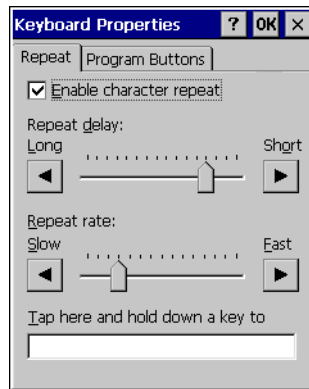 Keyboard Properties ? OK ×
Repeat Program Buttons
Enable character repeat
Repeat delay:
Long Short
Repeat rate:
Slow Fast
Tap here and hold down a key to